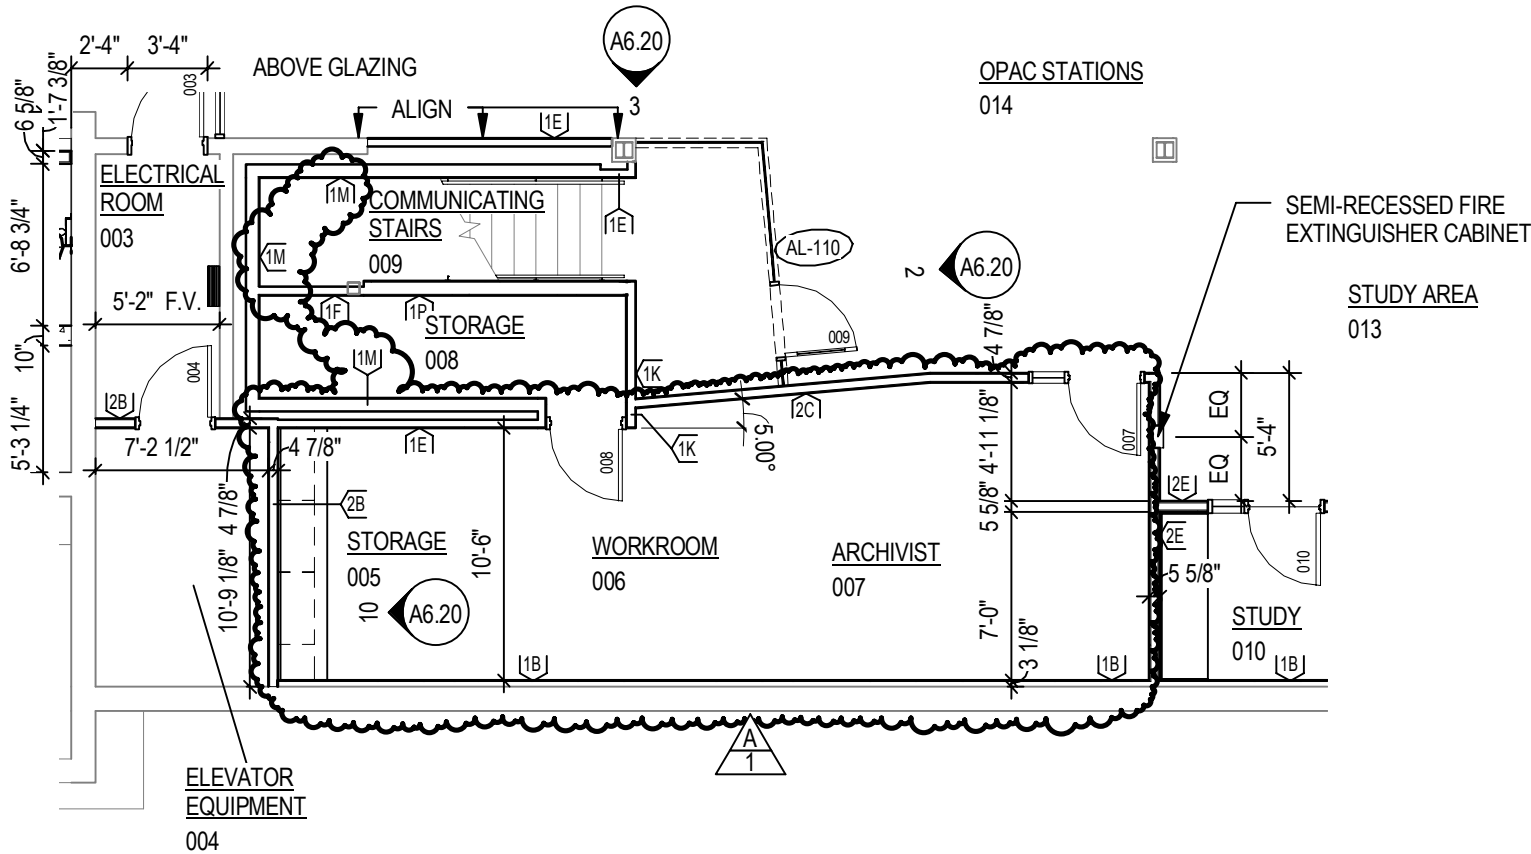 2'-4"
3'-4"
ABOVE GLAZING
A6.20
3
OPAC STATIONS
014
6 5/8"
1'-7 3/8"
003
ALIGN
1E
ELECTRICAL
ROOM
003
1M
COMMUNICATING
STAIRS
009
1E
1M
AL-110
2
A6.20
SEMI-RECESSED FIRE
EXTINGUISHER CABINET
STUDY AREA
013
6'-8 3/4"
5'-2" F.V.
1F
1P
STORAGE
008
009
4 7/8"
10"
004
1M
1K
2B
2C
5'-3 1/4"
7'-2 1/2"
4 7/8"
1E
008
1K
5.00°
4'-11 1/8"
007
EQ
EQ
5'-4"
4 7/8"
2B
5 5/8"
2E
2E
STORAGE
005
10'-6"
WORKROOM
006
ARCHIVIST
007
010
5 5/8"
10'-9 1/8"
10
A6.20
7'-0"
3 1/8"
STUDY
010
1B
1B
1B
A
1
ELEVATOR
EQUIPMENT
004